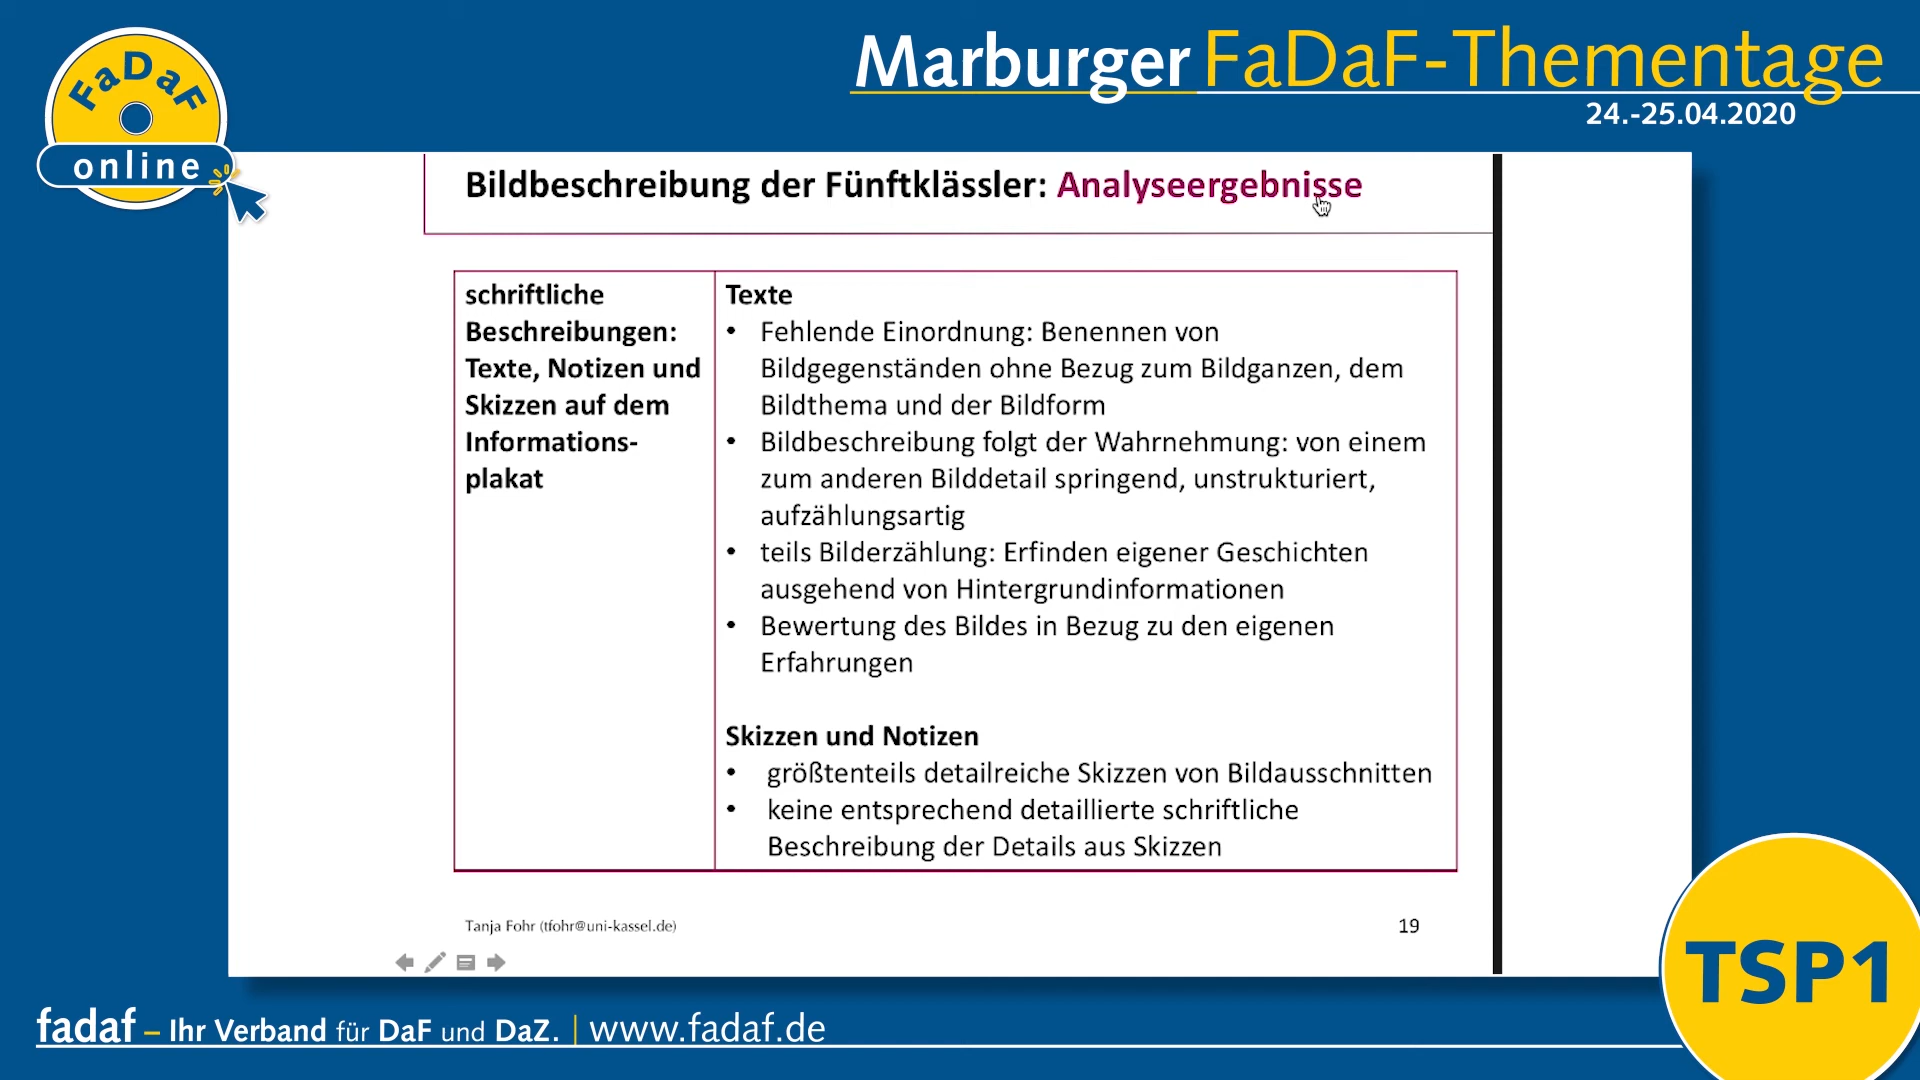 FaDaF
online
Marburger FaDaF-Thementage
24.-25.04.2020
Bildbeschreibung der Fünftklässler: Analyseergebnisse
schriftliche
Beschreibungen:
Texte, Notizen und
Skizzen auf dem
Informations-
plakat
Texte
• Fehlende Einordnung: Benennen von
Bildgegenständen ohne Bezug zum Bildganzen, dem
Bildthema und der Bildform
• Bildbeschreibung folgt der Wahrnehmung: von einem
zum anderen Bilddetail springend, unstrukturiert,
aufzählungsartig
• teils Bilderzählung: Erfinden eigener Geschichten
ausgehend von Hintergrundinformationen
• Bewertung des Bildes in Bezug zu den eigenen
Erfahrungen
Skizzen und Notizen
• größtenteils detailreiche Skizzen von Bildausschnitten
• keine entsprechend detaillierte schriftliche
Beschreibung der Details aus Skizzen
Tanja Fohr (tfohr@uni-kassel.de)
19
TSP1
fadaf – Ihr Verband für DaF und DaZ. | www.fadaf.de